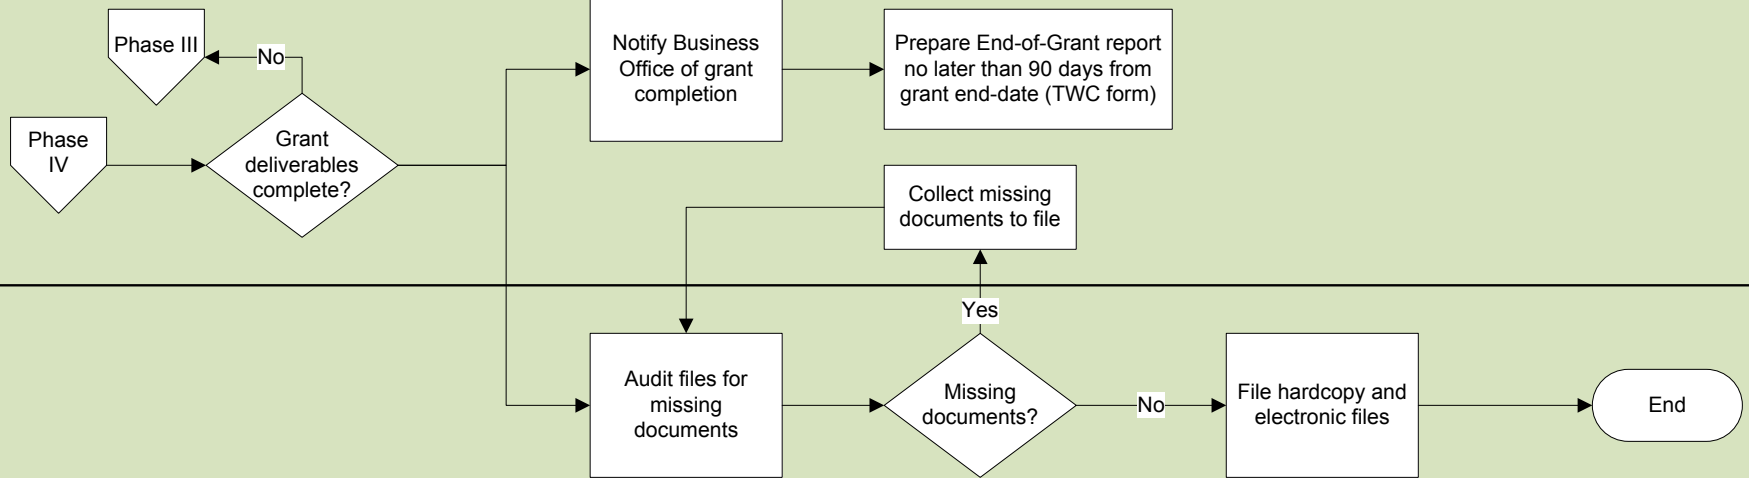 Phase III
No
Phase
IV
Grant
deliverables
complete?
Notify Business
Office of grant
completion
Prepare End-of-Grant report
no later than 90 days from
grant end-date (TWC form)
Collect missing
documents to file
Yes
Audit files for
missing
documents
Missing
documents?
No
File hardcopy and
electronic files
End